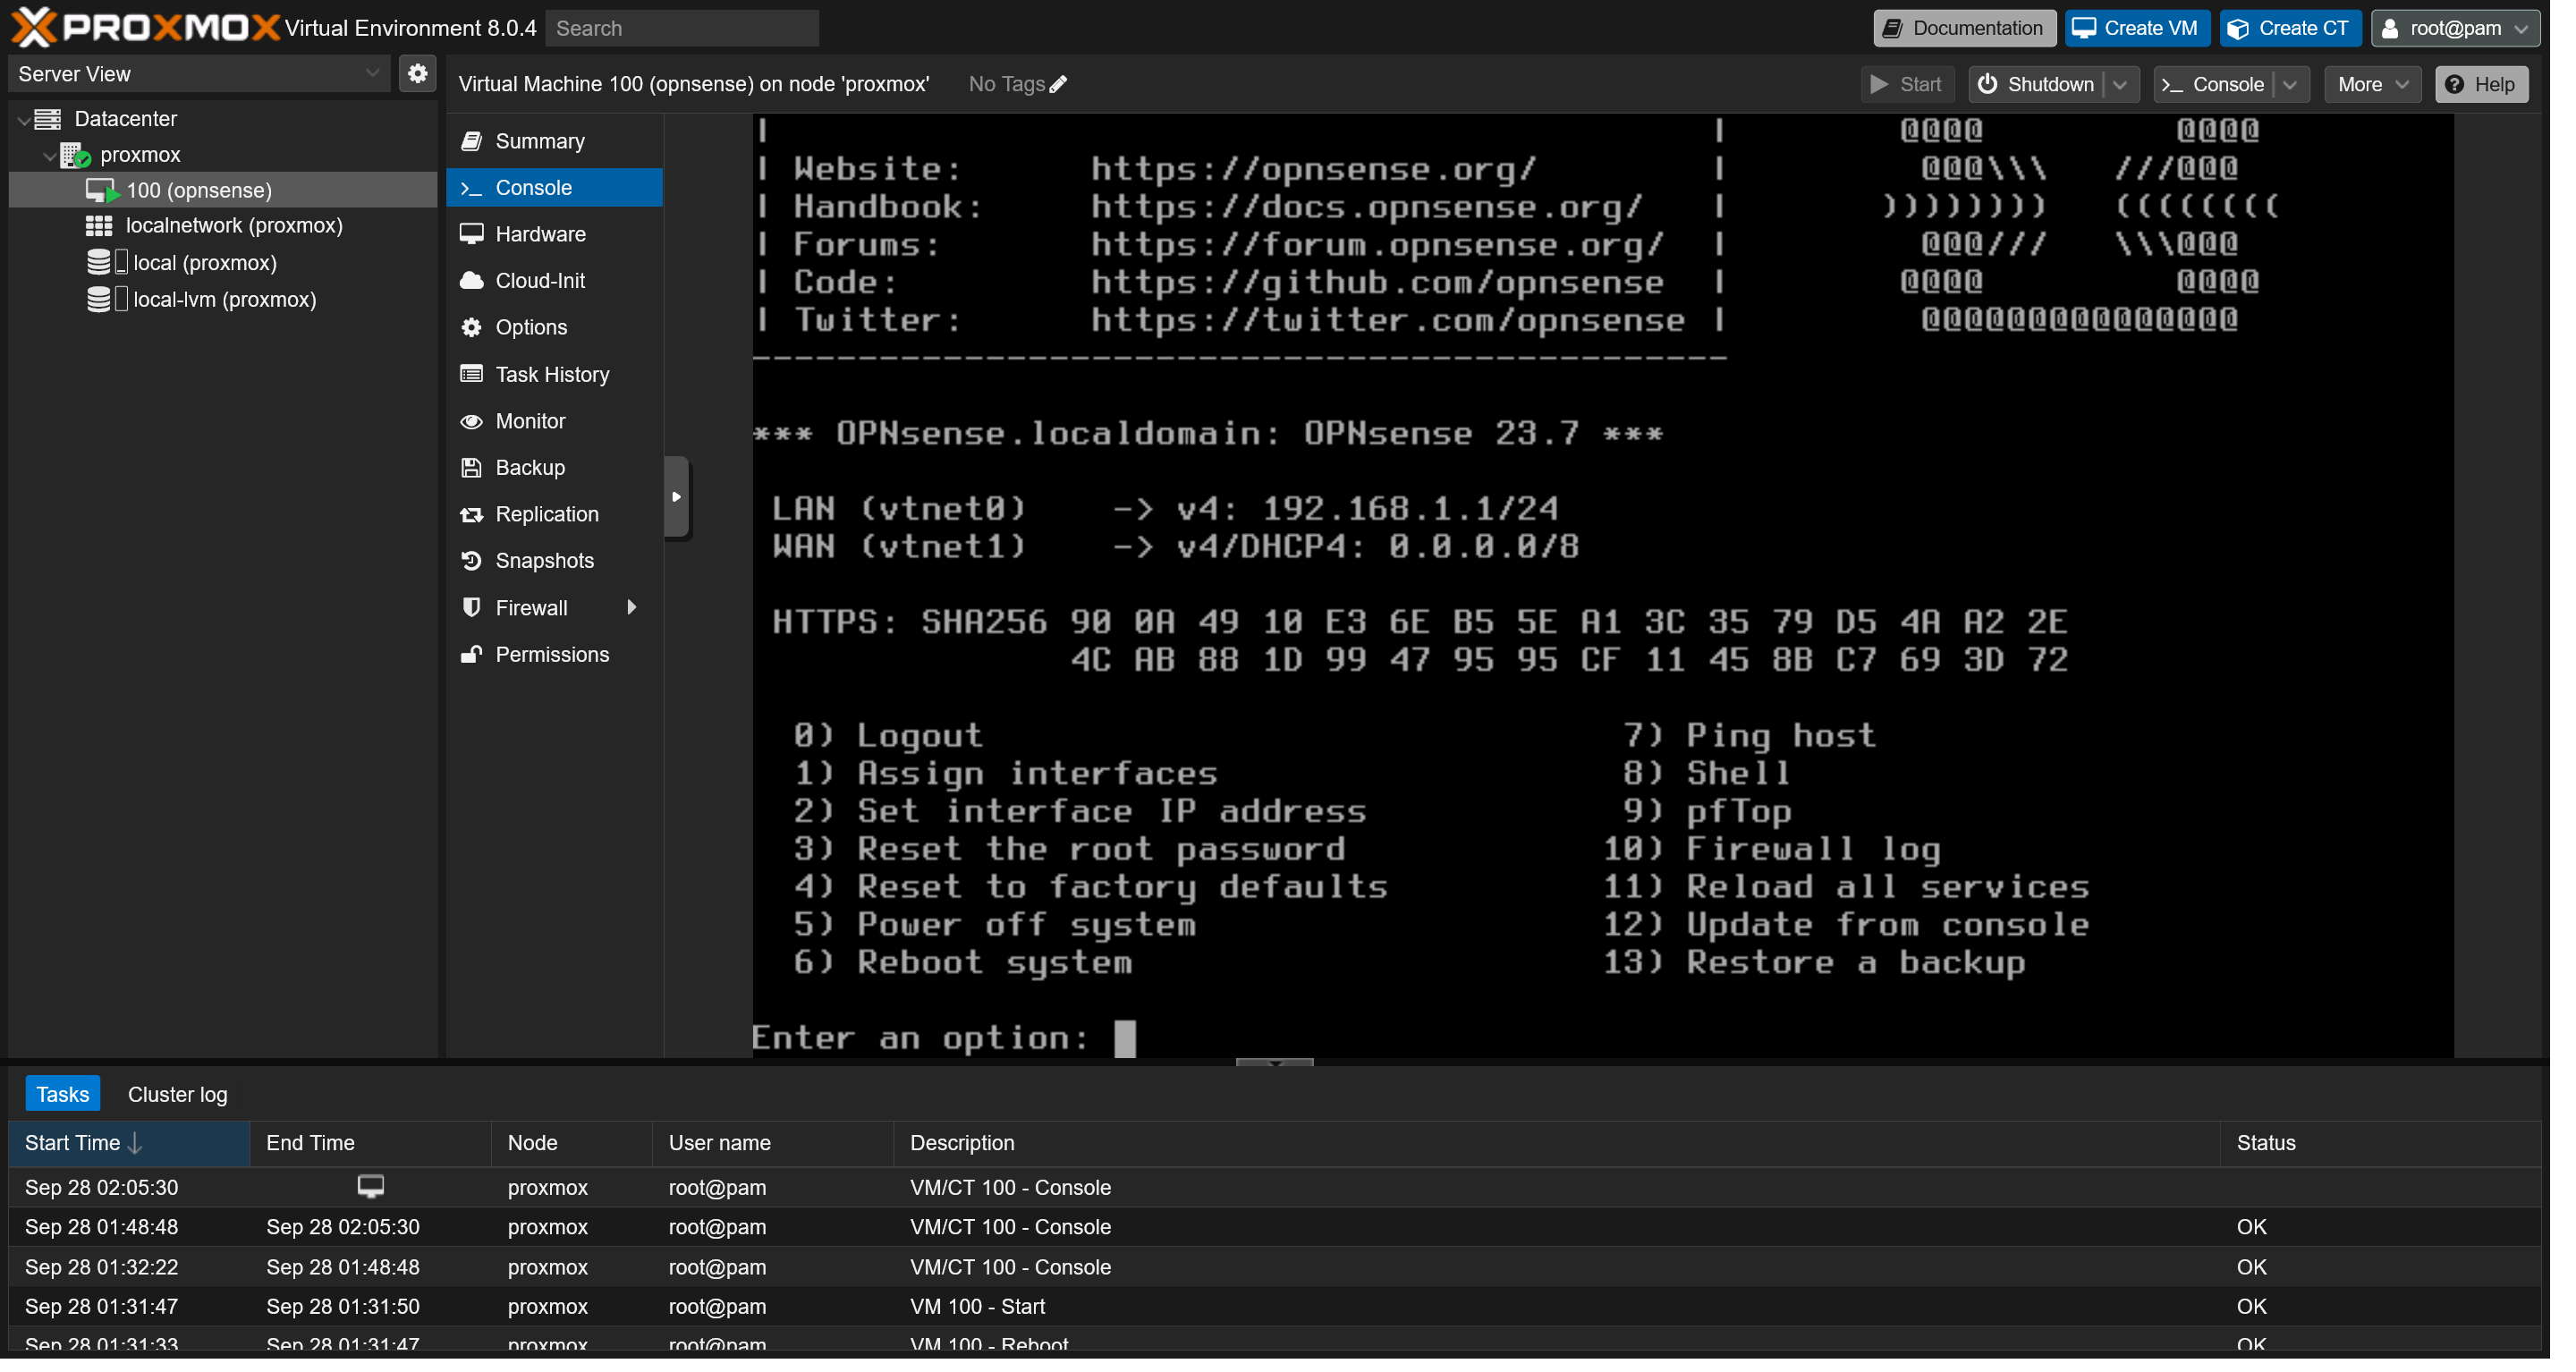 PROXMOX Virtual Environment 8.0.4 Search Documentation Create VM Create CT root@pam
Server View
Virtual Machine 100 (opnsense) on node 'proxmox' No Tags Start Shutdown Console More Help
Datacenter
proxmox
100 (opnsense)
localnetwork (proxmox)
local (proxmox)
local-lvm (proxmox)
Summary
Console
Hardware
Cloud-Init
Options
Task History
Monitor
Backup
Replication
Snapshots
Firewall
Permissions
| | @@@@ @@@@
| Website: https://opnsense.org/ | @@@\\\ ///@@@
| Handbook: https://docs.opnsense.org/ | )))))))) ((((((((
| Forums: https://forum.opnsense.org/ | @@@/// \\\@@@
| Code: https://github.com/opnsense | @@@@ @@@@
| Twitter: https://twitter.com/opnsense | @@@@@@@@@@@@@@@
----------------------------------------------
*** OPNsense.localdomain: OPNsense 23.7 ***
LAN (vtnet0) -> v4: 192.168.1.1/24
WAN (vtnet1) -> v4/DHCP4: 0.0.0.0/8
HTTPS: SHA256 90 0A 49 10 E3 6E B5 5E A1 3C 35 79 D5 4A A2 2E
4C AB 88 1D 99 47 95 95 CF 11 45 8B C7 69 3D 72
0) Logout 7) Ping host
1) Assign interfaces 8) Shell
2) Set interface IP address 9) pfTop
3) Reset the root password 10) Firewall log
4) Reset to factory defaults 11) Reload all services
5) Power off system 12) Update from console
6) Reboot system 13) Restore a backup
Enter an option:
Tasks Cluster log
Start Time End Time Node User name Description Status
Sep 28 02:05:30 proxmox root@pam VM/CT 100 - Console
Sep 28 01:48:48 Sep 28 02:05:30 proxmox root@pam VM/CT 100 - Console OK
Sep 28 01:32:22 Sep 28 01:48:48 proxmox root@pam VM/CT 100 - Console OK
Sep 28 01:31:47 Sep 28 01:31:50 proxmox root@pam VM 100 - Start OK
Sep 28 01:31:33 Sep 28 01:31:47 proxmox root@pam VM 100 - Reboot OK